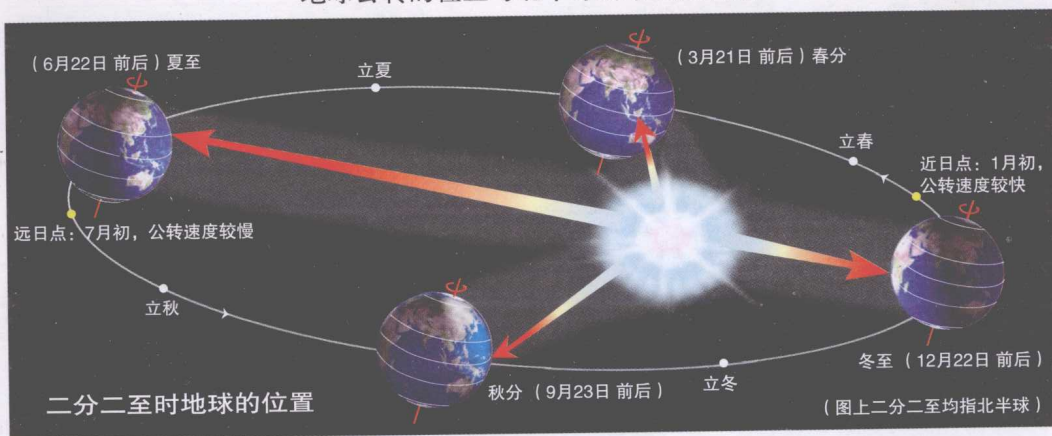 （6月22日 前后）夏至
立夏
（3月21日 前后）春分
立春
近日点：1月初，
公转速度较快
远日点：7月初，公转速度较慢
立秋
秋分（9月23日 前后）
立冬
冬至（12月22日 前后）
二分二至时地球的位置
（图上二分二至均指北半球）